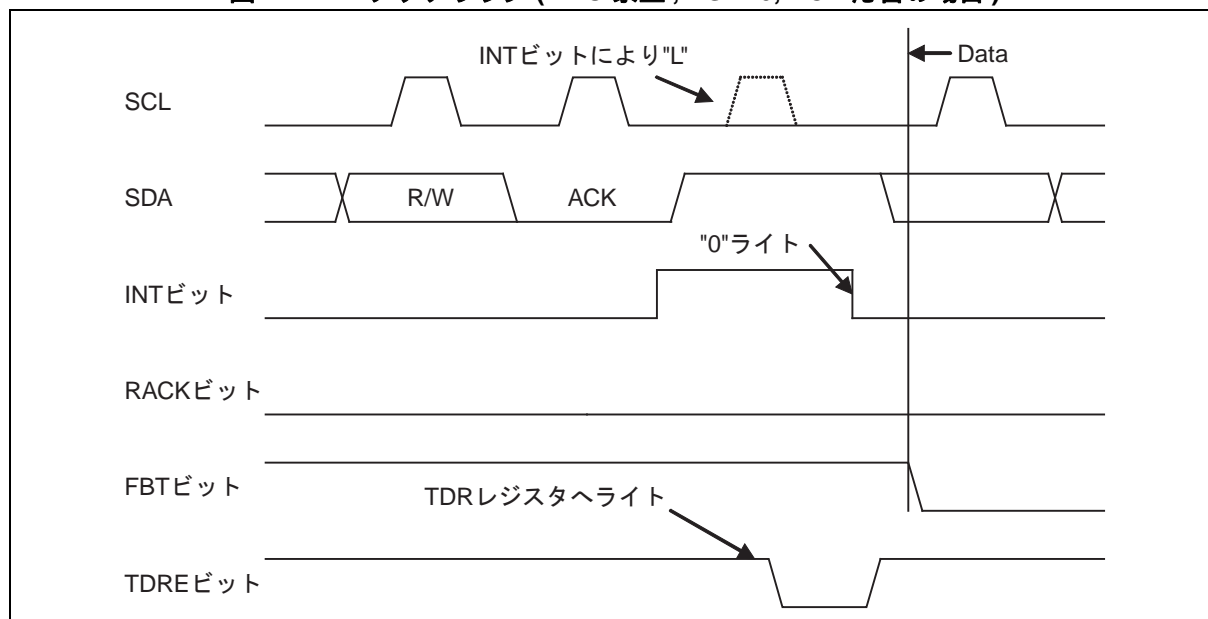 INTビットにより"L"
Data
SCL
SDA
R/W
ACK
"0"ライト
INTビット
RACKビット
FBTビット
TDRレジスタへライト
TDREビット